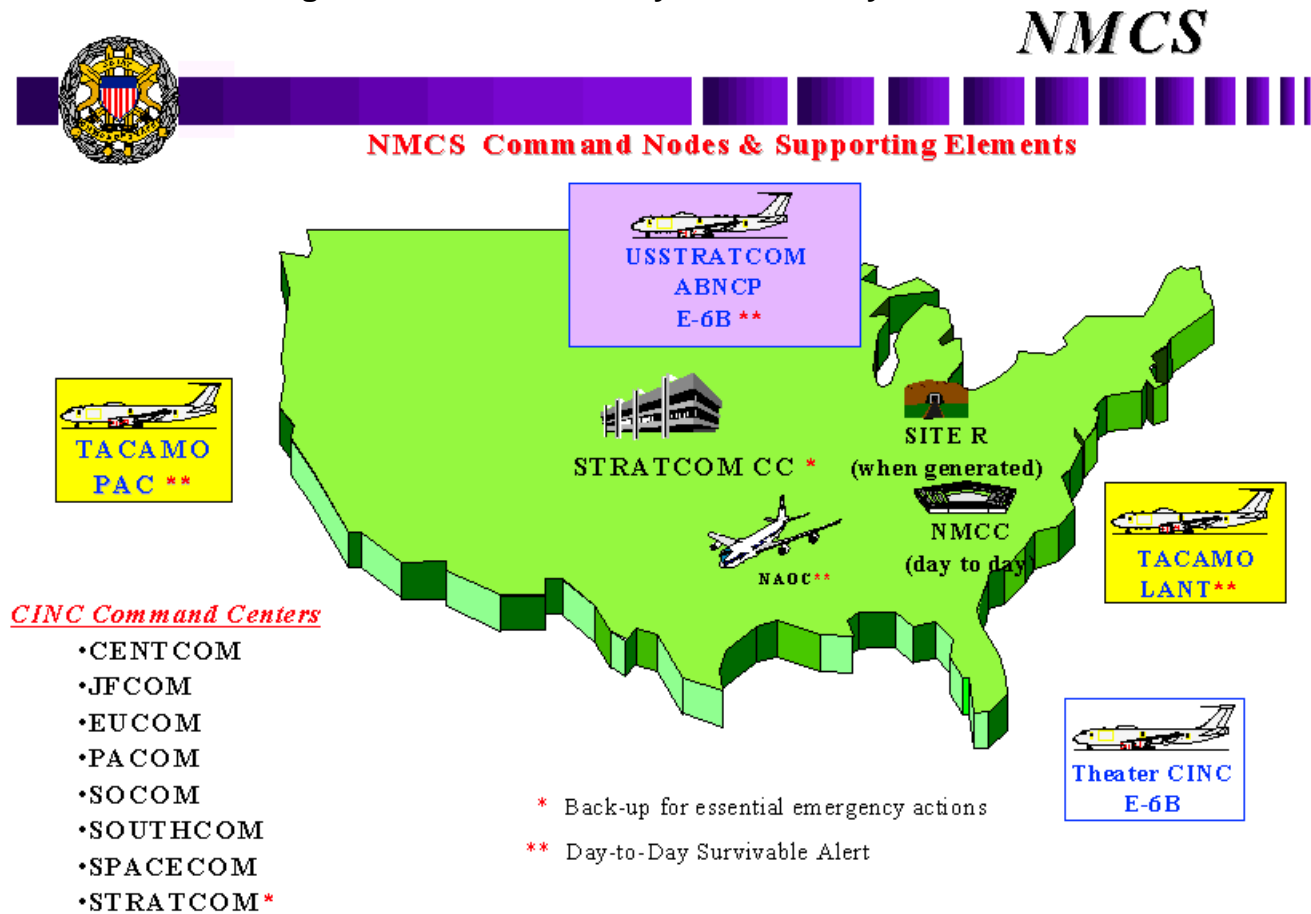 NMCS
NMCS Command Nodes & Supporting Elements
USSTRATCOM
ABNCP
E-6B **
TACAMO
PAC **
STRATCOM CC *
SITE R
(when generated)
NMCC
(day to day)
NAOC**
TACAMO
LANT**
CINC Command Centers
•CENTCOM
•JFCOM
•EUCOM
•PACOM
•SOCOM
•SOUTHCOM
•SPACECOM
•STRATCOM*
Theater CINC
E-6B
* Back-up for essential emergency actions
** Day-to-Day Survivable Alert